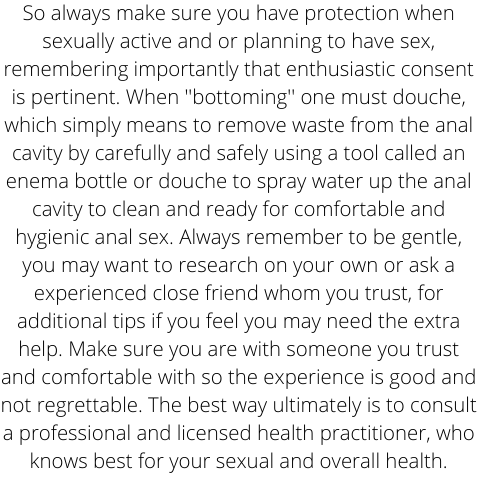 So always make sure you have protection when
sexually active and or planning to have sex,
remembering importantly that enthusiastic consent
is pertinent. When "bottoming" one must douche,
which simply means to remove waste from the anal
cavity by carefully and safely using a tool called an
enema bottle or douche to spray water up the anal
cavity to clean and ready for comfortable and
hygienic anal sex. Always remember to be gentle,
you may want to research on your own or ask a
experienced close friend whom you trust, for
additional tips if you feel you may need the extra
help. Make sure you are with someone you trust
and comfortable with so the experience is good and
not regrettable. The best way ultimately is to consult
a professional and licensed health practitioner, who
knows best for your sexual and overall health.